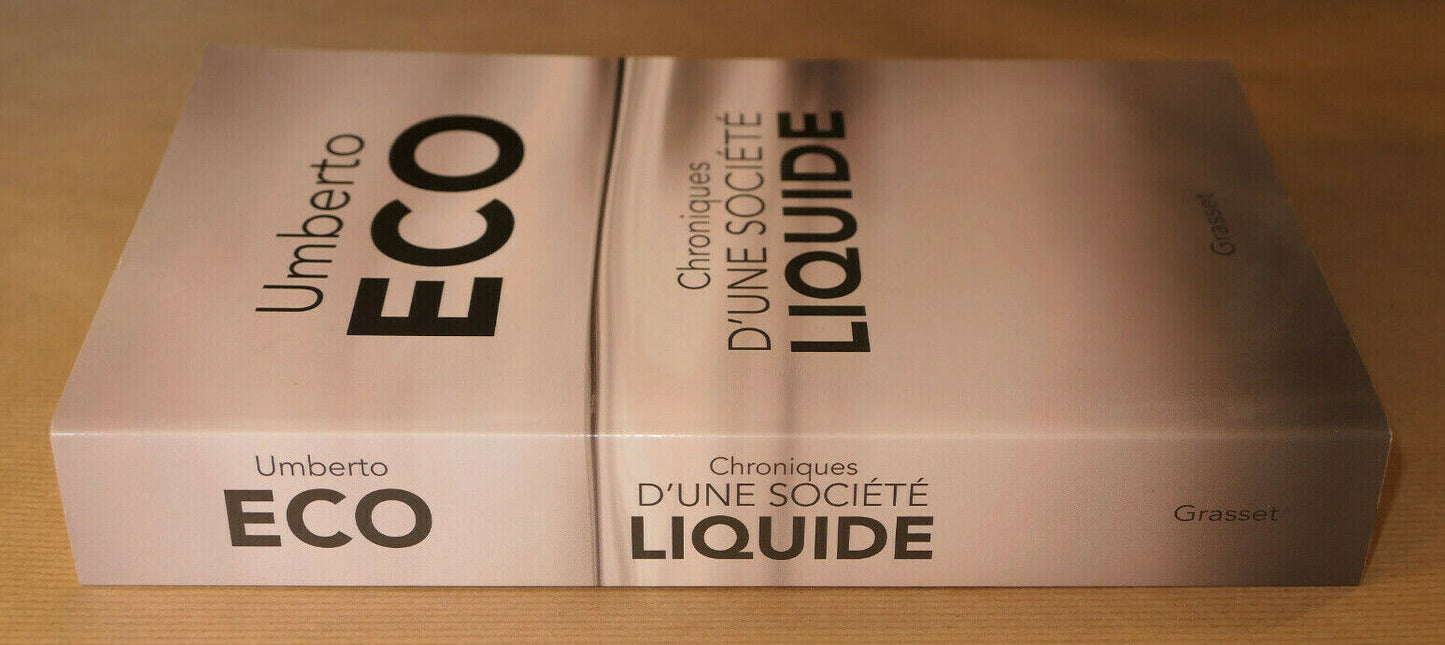 Umberto
ECO
Chroniques
D'UNE SOCIÉTÉ
LIQUIDE
Grasset
Umberto
ECO
Chroniques
D'UNE SOCIÉTÉ
LIQUIDE
Grasset